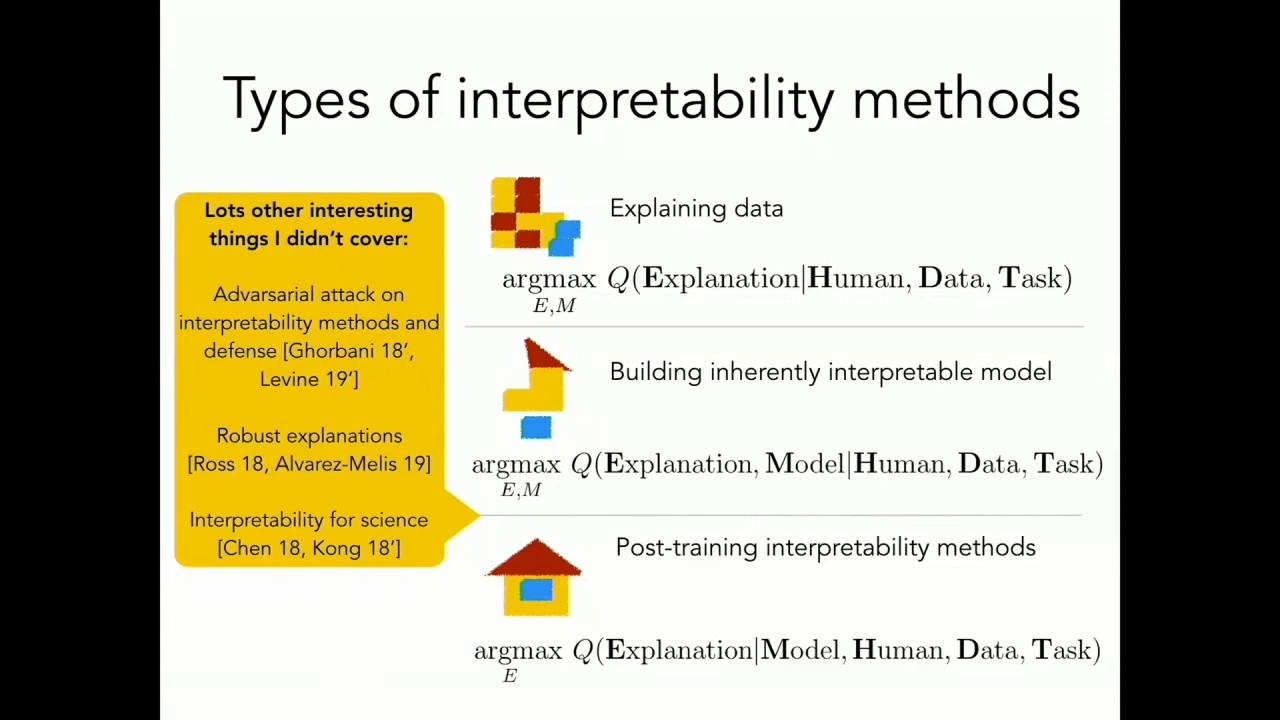 Types of interpretability methods
Lots other interesting
things I didn't cover:
Advarsarial attack on
interpretability methods and
defense [Ghorbani 18’,
Levine 19’]
Robust explanations
[Ross 18, Alvarez-Melis 19]
Interpretability for science
[Chen 18, Kong 18’]
Explaining data
argmax Q(Explanation|Human, Data, Task)
E,M
Building inherently interpretable model
argmax Q(Explanation, Model|Human, Data, Task)
E,M
Post-training interpretability methods
argmax Q(Explanation|Model, Human, Data, Task)
E